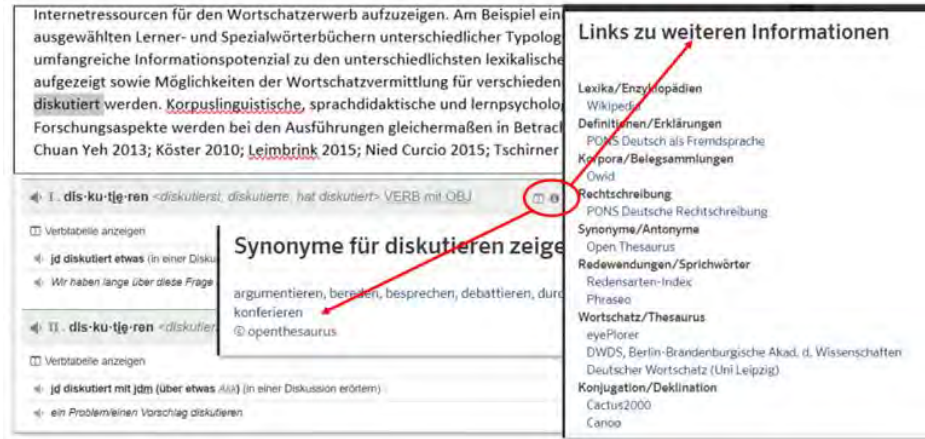 Internetressourcen für den Wortschatzerwerb aufzuzeigen. Am Beispiel ein
ausgewählten Lerner- und Spezialwörterbüchern unterschiedlicher Typolog
umfangreiche Informationspotenzial zu den unterschiedlichsten lexikalische
aufgezeigt sowie Möglichkeiten der Wortschatzvermittlung für verschieden
diskutiert werden. Korpuslinguistische, sprachdidaktische und lernpsycholo
Forschungsaspekte werden bei den Ausführungen gleichermaßen in Betrac
Chuan Yeh 2013; Köster 2010; Leimbrink 2015; Nied Curcio 2015; Tschirner
I. dis·ku·tie·ren <diskutierst, diskutierte, hat diskutiert> VERB mit OBJ
Verbtabelle anzeigen
jd diskutiert etwas (in einer Disku
Wir haben lange über diese Frage
II. dis·ku·tie·ren <diskutier
Verbtabelle anzeigen
jd diskutiert mit jdm (über etwas Akk) (in einer Diskussion erörtern)
ein Problem/einen Vorschlag diskutieren
Synonyme für diskutieren zeige
argumentieren, bereden, besprechen, debattieren, durc
konferieren
© openthesaurus
Links zu weiteren Informationen
Lexika/Enzyklopädien
Wikipedia
Definitionen/Erklärungen
PONS Deutsch als Fremdsprache
Korpora/Belegsammlungen
Owid
Rechtschreibung
PONS Deutsche Rechtschreibung
Synonyme/Antonyme
Open Thesaurus
Redewendungen/Sprichwörter
Redensarten-Index
Phraseo
Wortschatz/Thesaurus
eyePlorer
DWDS, Berlin-Brandenburgische Akad. d. Wissenschaften
Deutscher Wortschatz (Uni Leipzig)
Konjugation/Deklination
Cactus2000
Canoo